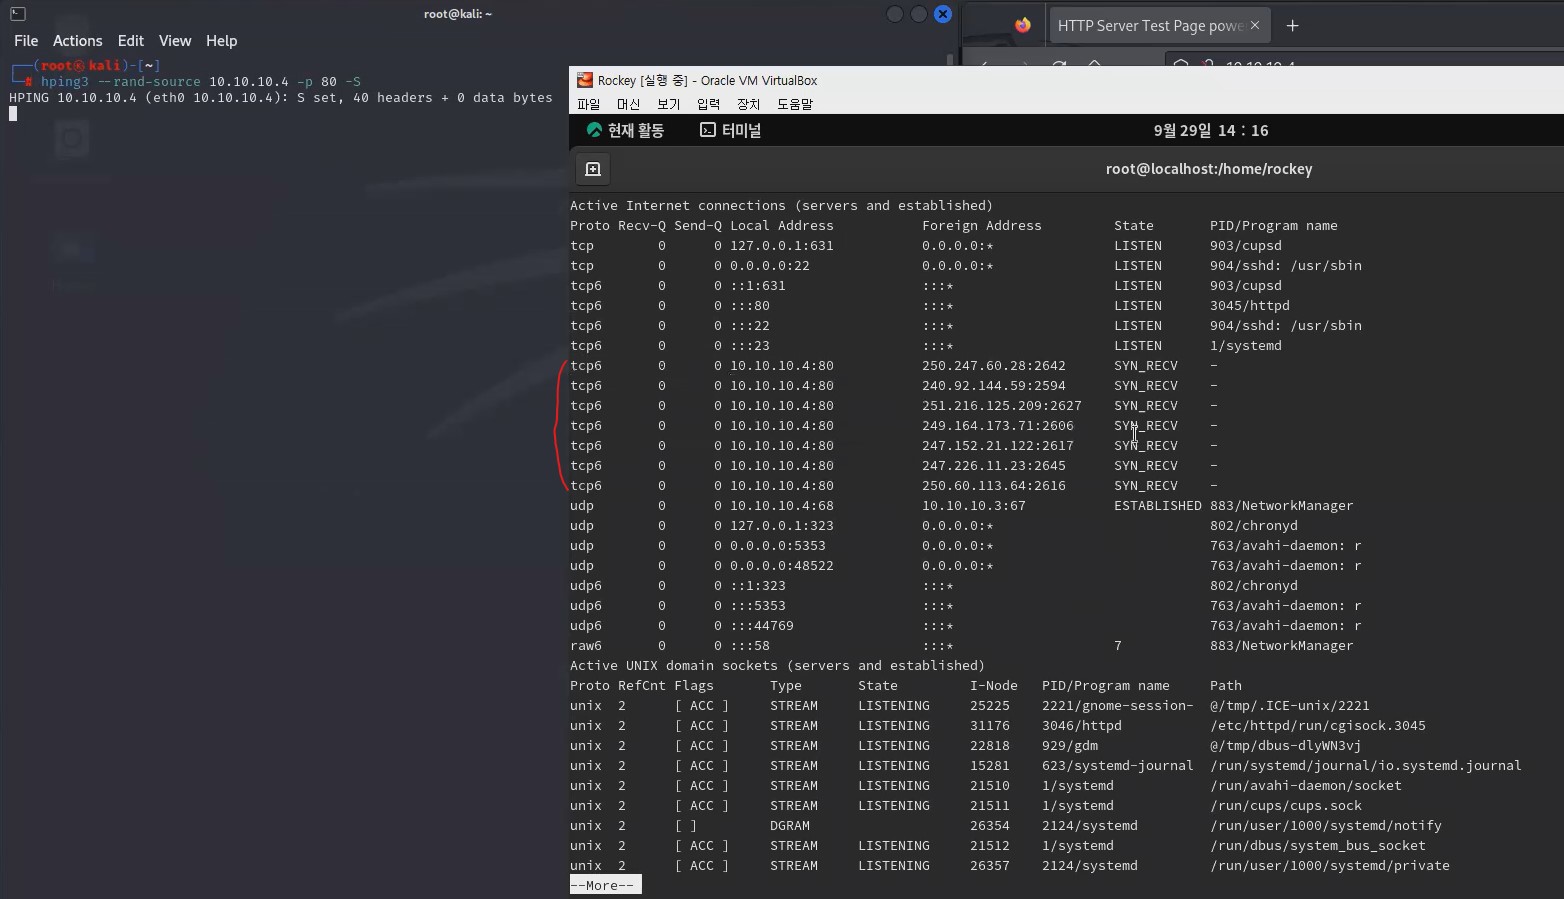 root@kali: ~
File Actions Edit View Help
┌──(root㉿kali)-[~]
└─# hping3 --rand-source 10.10.10.4 -p 80 -S
HPING 10.10.10.4 (eth0 10.10.10.4): S set, 40 headers + 0 data bytes
HTTP Server Test Page powe
Rockey [실행 중] - Oracle VM VirtualBox
파일 머신 보기 입력 장치 도움말
현재 활동 터미널 9월 29일 14 : 16
root@localhost:/home/rockey
Active Internet connections (servers and established)
Proto Recv-Q Send-Q Local Address Foreign Address State PID/Program name
tcp 0 0 127.0.0.1:631 0.0.0.0:* LISTEN 903/cupsd
tcp 0 0 0.0.0.0:22 0.0.0.0:* LISTEN 904/sshd: /usr/sbin
tcp6 0 0 ::1:631 :::* LISTEN 903/cupsd
tcp6 0 0 :::80 :::* LISTEN 3045/httpd
tcp6 0 0 :::22 :::* LISTEN 904/sshd: /usr/sbin
tcp6 0 0 :::23 :::* LISTEN 1/systemd
tcp6 0 0 10.10.10.4:80 250.247.60.28:2642 SYN_RECV -
tcp6 0 0 10.10.10.4:80 240.92.144.59:2594 SYN_RECV -
tcp6 0 0 10.10.10.4:80 251.216.125.209:2627 SYN_RECV -
tcp6 0 0 10.10.10.4:80 249.164.173.71:2606 SYN_RECV -
tcp6 0 0 10.10.10.4:80 247.152.21.122:2617 SYN_RECV -
tcp6 0 0 10.10.10.4:80 247.226.11.23:2645 SYN_RECV -
tcp6 0 0 10.10.10.4:80 250.60.113.64:2616 SYN_RECV -
udp 0 0 10.10.10.4:68 10.10.10.3:67 ESTABLISHED 883/NetworkManager
udp 0 0 127.0.0.1:323 0.0.0.0:* 802/chronyd
udp 0 0 0.0.0.0:5353 0.0.0.0:* 763/avahi-daemon: r
udp 0 0 0.0.0.0:48522 0.0.0.0:* 763/avahi-daemon: r
udp6 0 0 ::1:323 :::* 802/chronyd
udp6 0 0 :::5353 :::* 763/avahi-daemon: r
udp6 0 0 :::44769 :::* 763/avahi-daemon: r
raw6 0 0 :::58 :::* 7 883/NetworkManager
Active UNIX domain sockets (servers and established)
Proto RefCnt Flags Type State I-Node PID/Program name Path
unix 2 [ ACC ] STREAM LISTENING 25225 2221/gnome-session- @/tmp/.ICE-unix/2221
unix 2 [ ACC ] STREAM LISTENING 31176 3046/httpd /etc/httpd/run/cgisock.3045
unix 2 [ ACC ] STREAM LISTENING 22818 929/gdm @/tmp/dbus-dlyWN3vj
unix 2 [ ACC ] STREAM LISTENING 15281 623/systemd-journal /run/systemd/journal/io.systemd.journal
unix 2 [ ACC ] STREAM LISTENING 21510 1/systemd /run/avahi-daemon/socket
unix 2 [ ACC ] STREAM LISTENING 21511 1/systemd /run/cups/cups.sock
unix 2 [ ] DGRAM 26354 2124/systemd /run/user/1000/systemd/notify
unix 2 [ ACC ] STREAM LISTENING 21512 1/systemd /run/dbus/system_bus_socket
unix 2 [ ACC ] STREAM LISTENING 26357 2124/systemd /run/user/1000/systemd/private
--More--